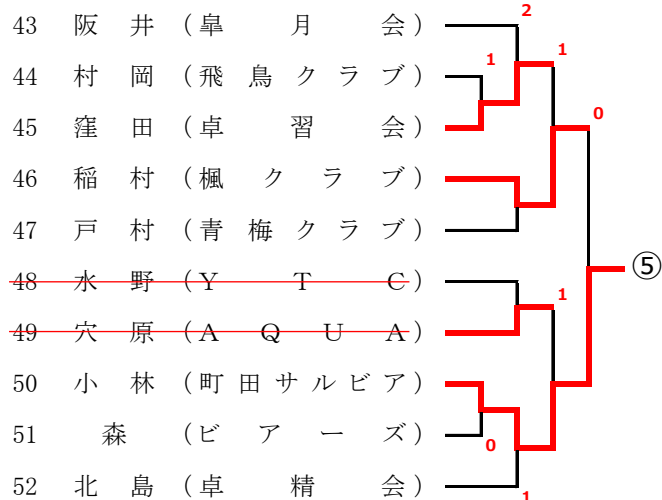 43 阪井 (皐月会) 2
44 村岡 (飛鳥クラブ) 1 1
45 窪田 (卓習会) 0
46 稲村 (楓クラブ)
47 戸村 (青梅クラブ)
⑤
48 水野 (YTC)
49 穴原 (AQUA) 1
50 小林 (町田サルビア)
51 森 (ビアーズ) 0
52 北島 (卓精会) 1